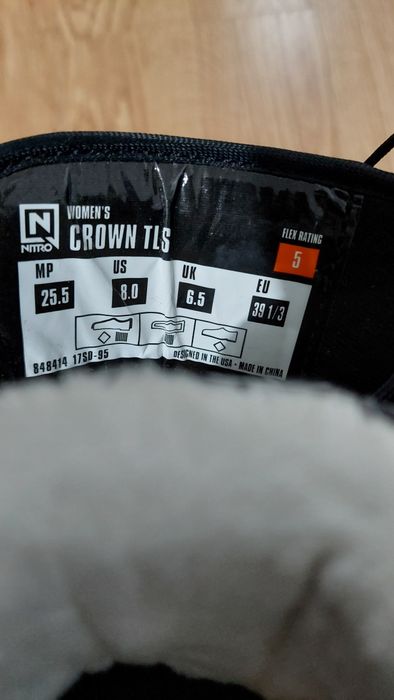 N
NITRO
WOMEN'S
CROWN TLS
FLEX RATING
5
MP US UK EU
25.5 8.0 6.5 39 1/3
848414 17SD-95 DESIGNED IN THE USA - MADE IN CHINA